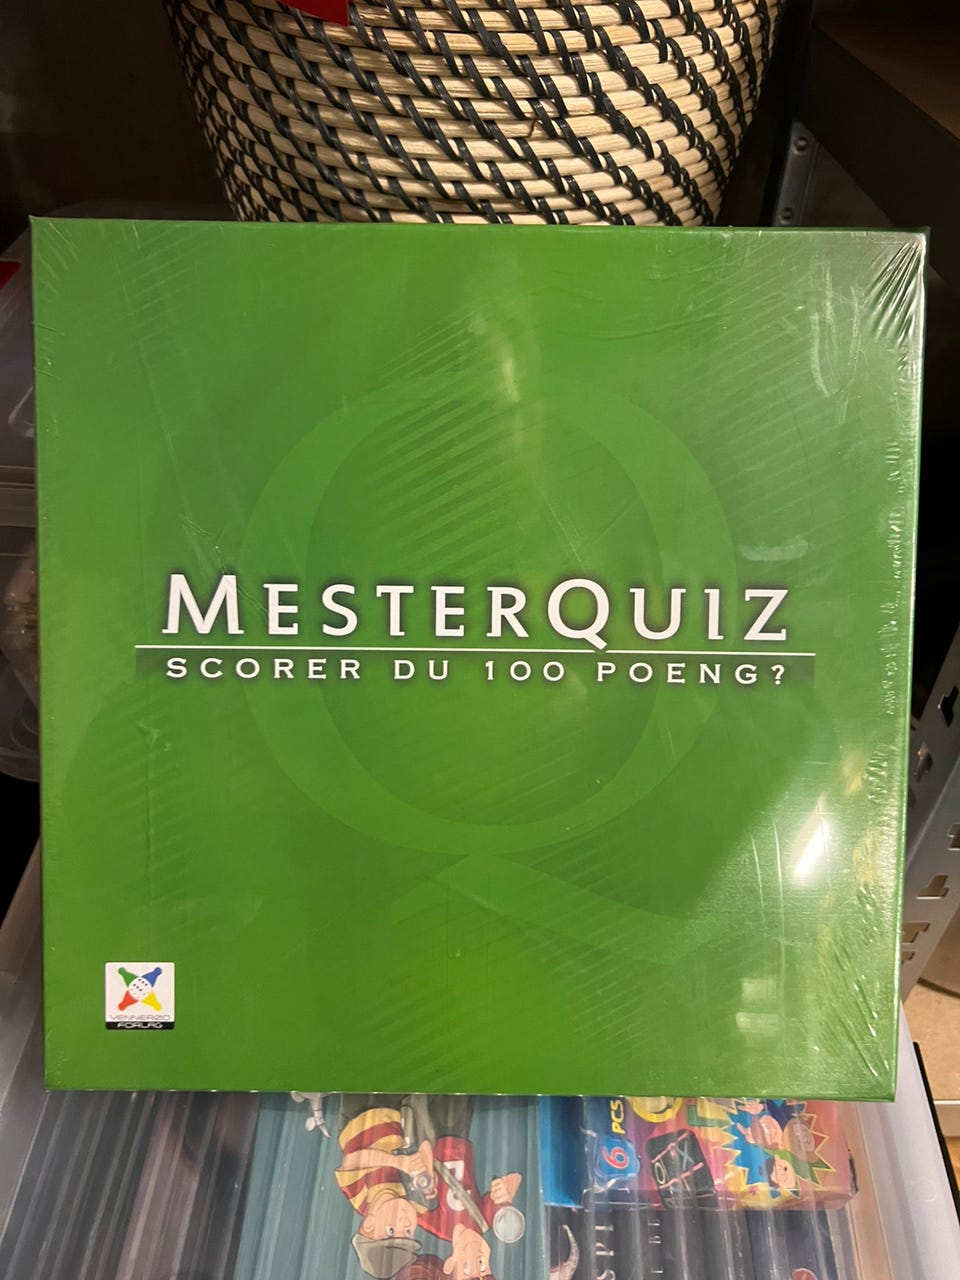 MESTERQUIZ
SCORER DU 100 POENG?
VENNERØD
FORLAG
6 PCS